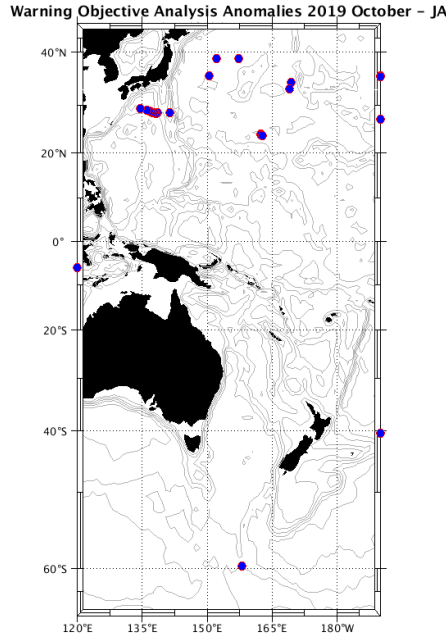 Warning Objective Analysis Anomalies 2019 October - JA
40°N
20°N
0°
20°S
40°S
60°S
120°E 135°E 150°E 165°E 180°W